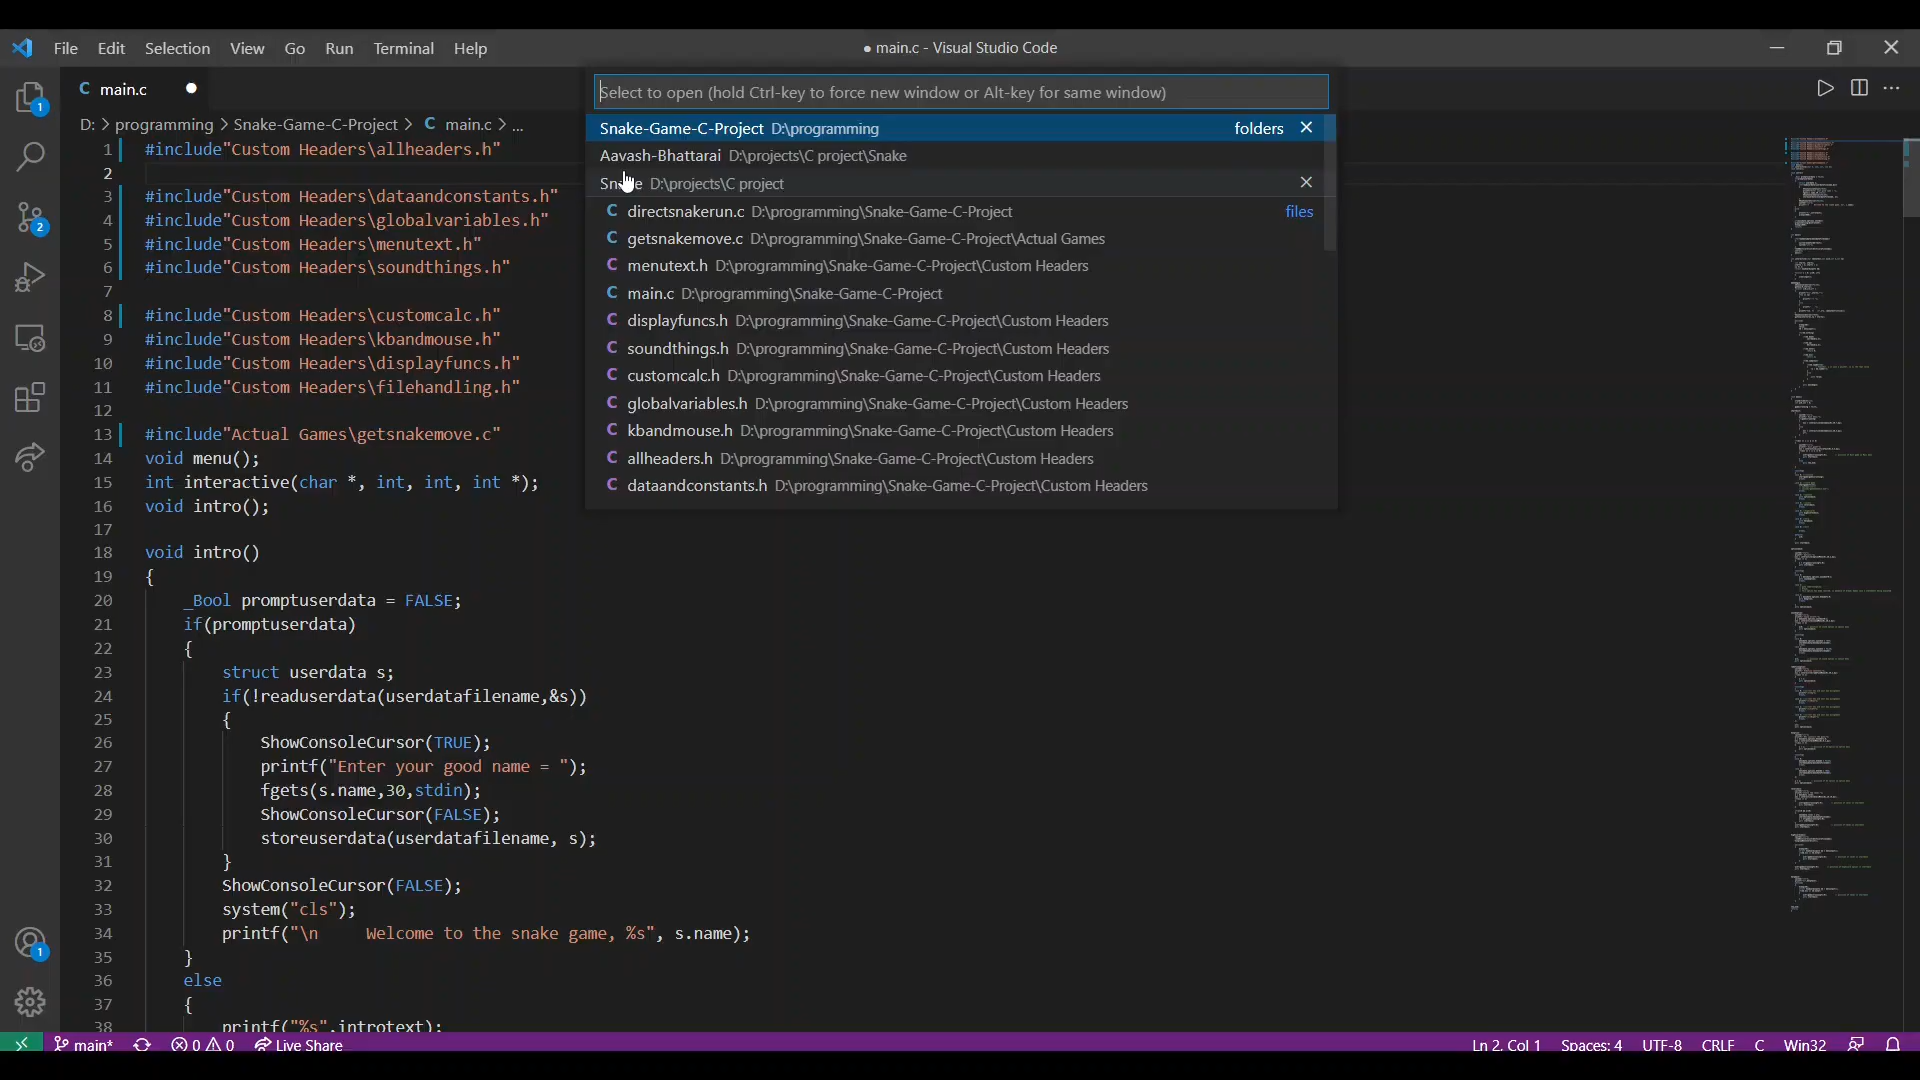 File Edit Selection View Go Run Terminal Help
● main.c - Visual Studio Code
C main.c
Select to open (hold Ctrl-key to force new window or Alt-key for same window)
D: > programming > Snake-Game-C-Project > C main.c > ...
Snake-Game-C-Project D:\programming folders
Aavash-Bhattarai D:\projects\C project\Snake
D:\projects\C project
C directsnakerun.c D:\programming\Snake-Game-C-Project files
C getsnakemove.c D:\programming\Snake-Game-C-Project\Actual Games
C menutext.h D:\programming\Snake-Game-C-Project\Custom Headers
C main.c D:\programming\Snake-Game-C-Project
C displayfuncs.h D:\programming\Snake-Game-C-Project\Custom Headers
C soundthings.h D:\programming\Snake-Game-C-Project\Custom Headers
C customcalc.h D:\programming\Snake-Game-C-Project\Custom Headers
C globalvariables.h D:\programming\Snake-Game-C-Project\Custom Headers
C kbandmouse.h D:\programming\Snake-Game-C-Project\Custom Headers
C allheaders.h D:\programming\Snake-Game-C-Project\Custom Headers
C dataandconstants.h D:\programming\Snake-Game-C-Project\Custom Headers
1
2
2
1
1 #include"Custom Headers\allheaders.h"
2
3 #include"Custom Headers\dataandconstants.h"
4 #include"Custom Headers\globalvariables.h"
5 #include"Custom Headers\menutext.h"
6 #include"Custom Headers\soundthings.h"
7
8 #include"Custom Headers\customcalc.h"
9 #include"Custom Headers\kbandmouse.h"
10 #include"Custom Headers\displayfuncs.h"
11 #include"Custom Headers\filehandling.h"
12
13 #include"Actual Games\getsnakemove.c"
14 void menu();
15 int interactive(char *, int, int, int *);
16 void intro();
17
18 void intro()
19 {
20 _Bool promptuserdata = FALSE;
21 if(promptuserdata)
22 {
23 struct userdata s;
24 if(!readuserdata(userdatafilename,&s))
25 {
26 ShowConsoleCursor(TRUE);
27 printf("Enter your good name = ");
28 fgets(s.name,30,stdin);
29 ShowConsoleCursor(FALSE);
30 storeuserdata(userdatafilename, s);
31 }
32 ShowConsoleCursor(FALSE);
33 system("cls");
34 printf("\n Welcome to the snake game, %s", s.name);
35 }
36 else
37 {
38 printf("%s",introtext);
main* 0 0 Live Share
Ln 2, Col 1 Spaces: 4 UTF-8 CRLF C Win32